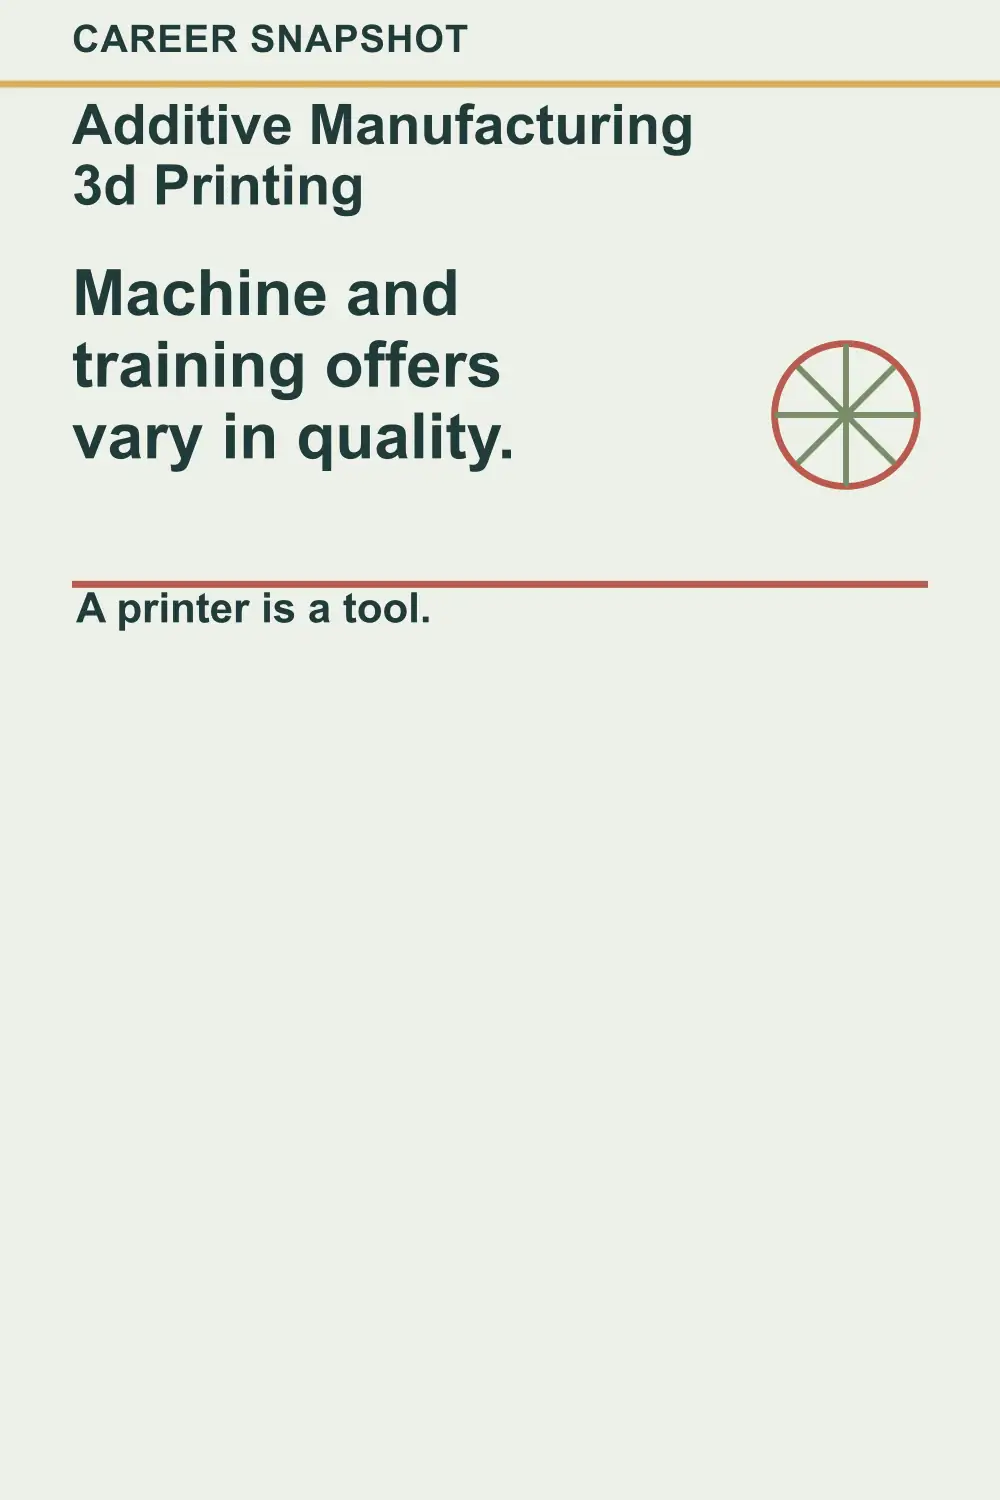 CAREER SNAPSHOT
Additive Manufacturing
3d Printing
Machine and
training offers
vary in quality.
A printer is a tool.